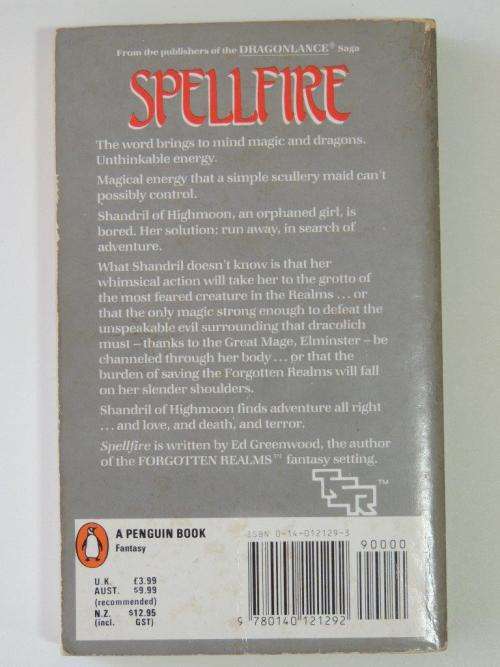 From the publishers of the DRAGONLANCE® Saga
SPELLFIRE
The word brings to mind magic and dragons.
Unthinkable energy.
Magical energy that a simple scullery maid can't
possibly control.
Shandril of Highmoon, an orphaned girl, is
bored. Her solution; run away, in search of
adventure.
What Shandril doesn't know is that her
whimsical action will take her to the grotto of
the most feared creature in the Realms . . . or
that the only magic strong enough to defeat the
unspeakable evil surrounding that dracolich
must – thanks to the Great Mage, Elminster – be
channeled through her body . . . or that the
burden of saving the Forgotten Realms will fall
on her slender shoulders.
Shandril of Highmoon finds adventure all right
. . . and love, and death, and terror.
Spellfire is written by Ed Greenwood, the author
of the FORGOTTEN REALMS™ fantasy setting.
TSR™
A PENGUIN BOOK
Fantasy
ISBN 0-14-012129-3
90000
U.K. £3.99
AUST. $9.99
(recommended)
N.Z. $12.95
(incl. GST)
9 780140 121292